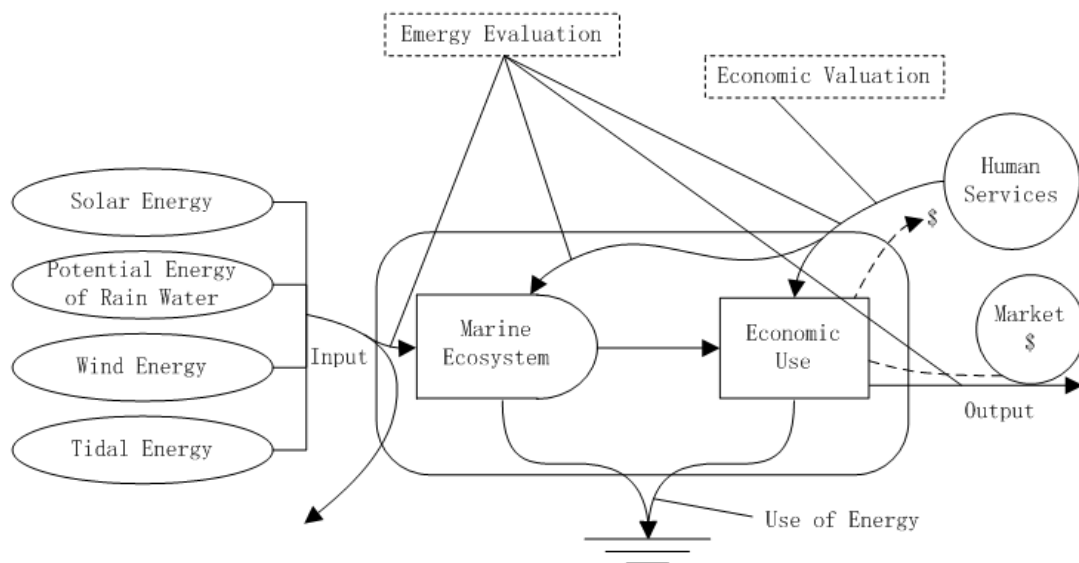 Emergy Evaluation
Economic Valuation
Human
Services
$
Solar Energy
Potential Energy
of Rain Water
Wind Energy
Tidal Energy
Input
Marine
Ecosystem
Economic
Use
Market
$
Output
Use of Energy